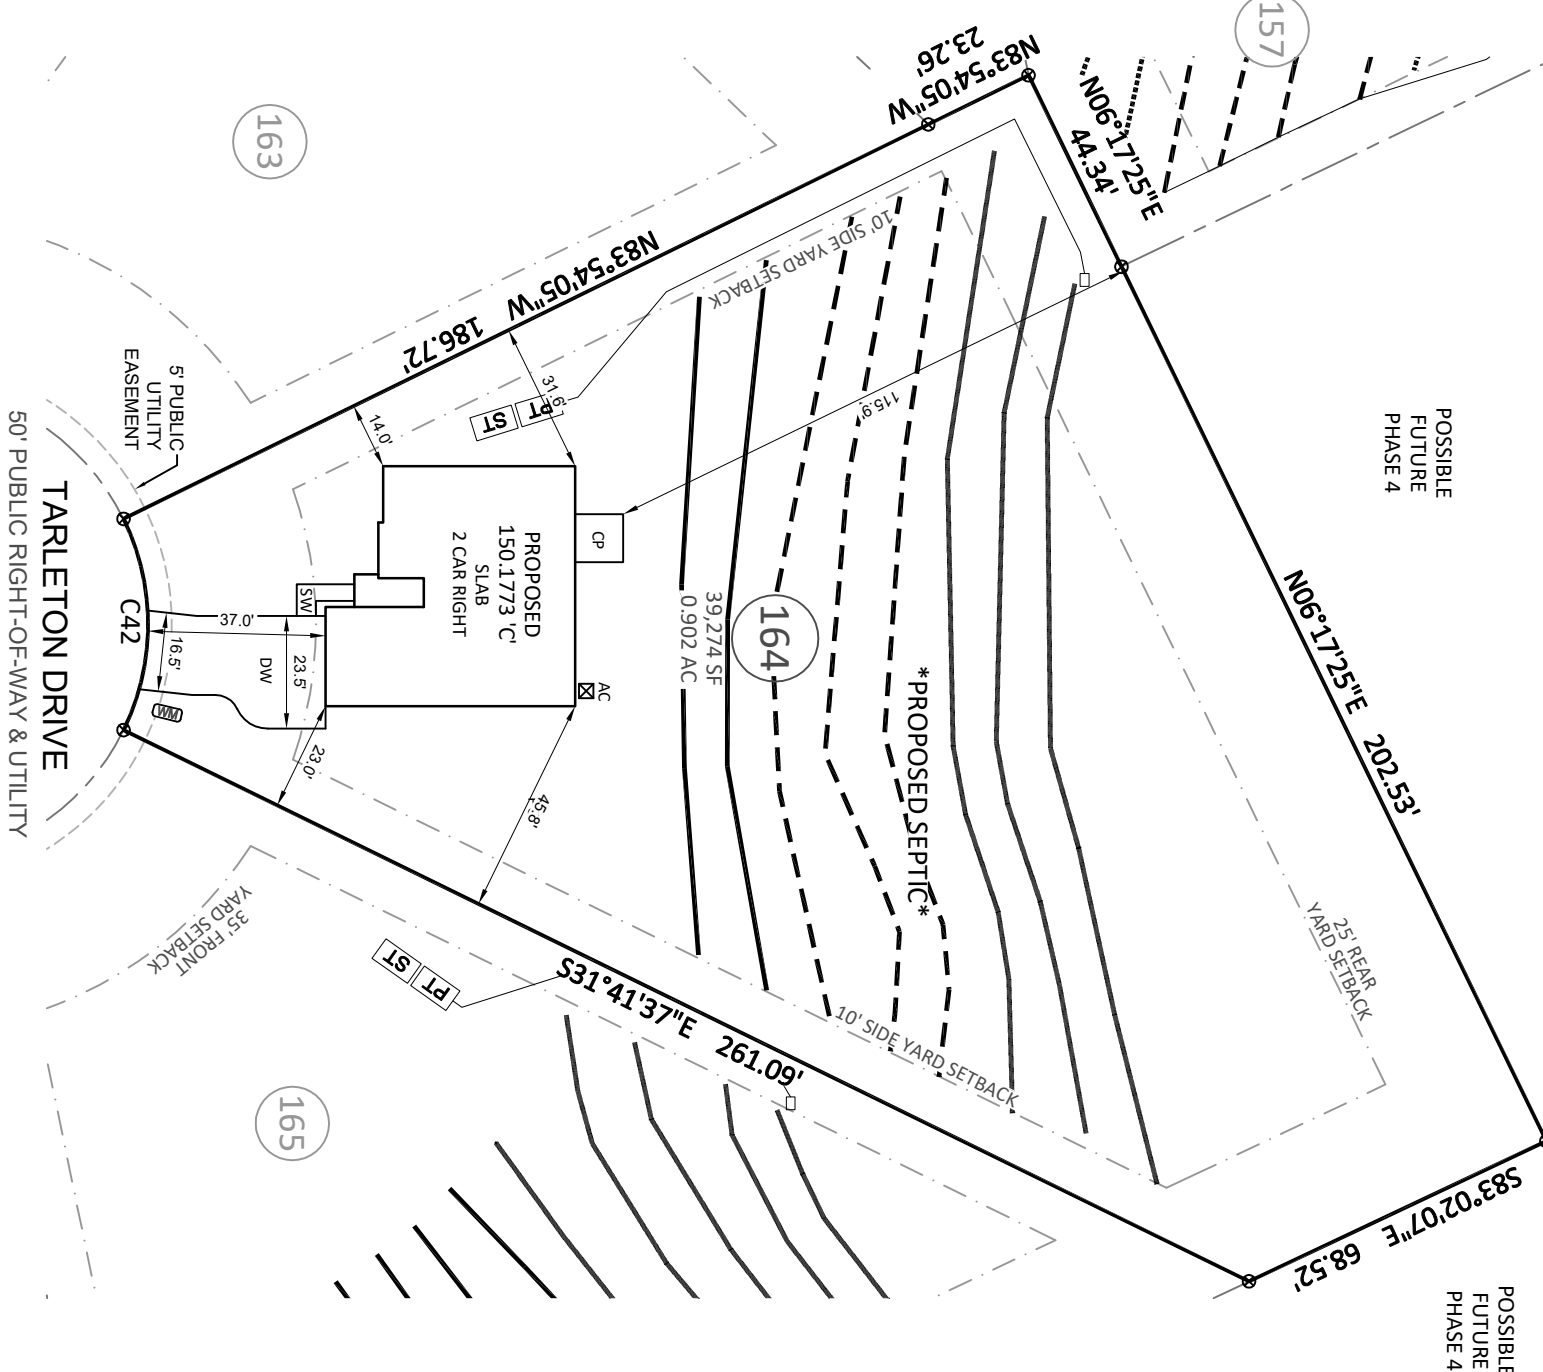 157
163
N83°54'05"W
23.26'
N06°17'25"E
44.34'
N83°54'05"W 186.72'
10' SIDE YARD SETBACK
POSSIBLE
FUTURE
PHASE 4
5' PUBLIC
UTILITY
EASEMENT
31.6'
14.0'
PT
ST
115.9'
TARLETON DRIVE
50' PUBLIC RIGHT-OF-WAY & UTILITY
C42
PROPOSED
150.1773 'C'
SLAB
2 CAR RIGHT
CP
SW
37.0'
16.5'
23.5'
DW
WM
AC
39,274 SF
0.902 AC
164
*PROPOSED SEPTIC*
N06°17'25"E 202.53'
23.0'
45.8'
35' FRONT
YARD SETBACK
25' REAR
YARD SETBACK
ST
PT
S31°41'37"E 261.09'
10' SIDE YARD SETBACK
165
S83°02'07"E 68.52'
POSSIBLE
FUTURE
PHASE 4